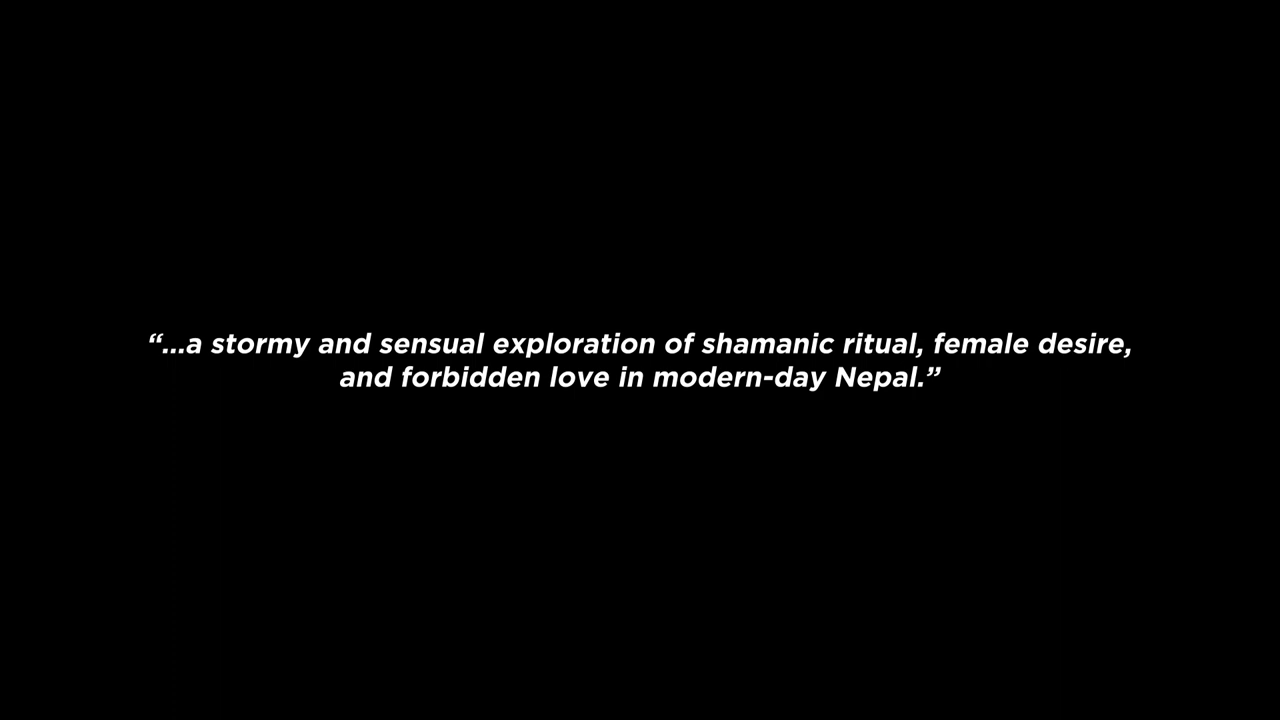 “...a stormy and sensual exploration of shamanic ritual, female desire,
and forbidden love in modern-day Nepal.”